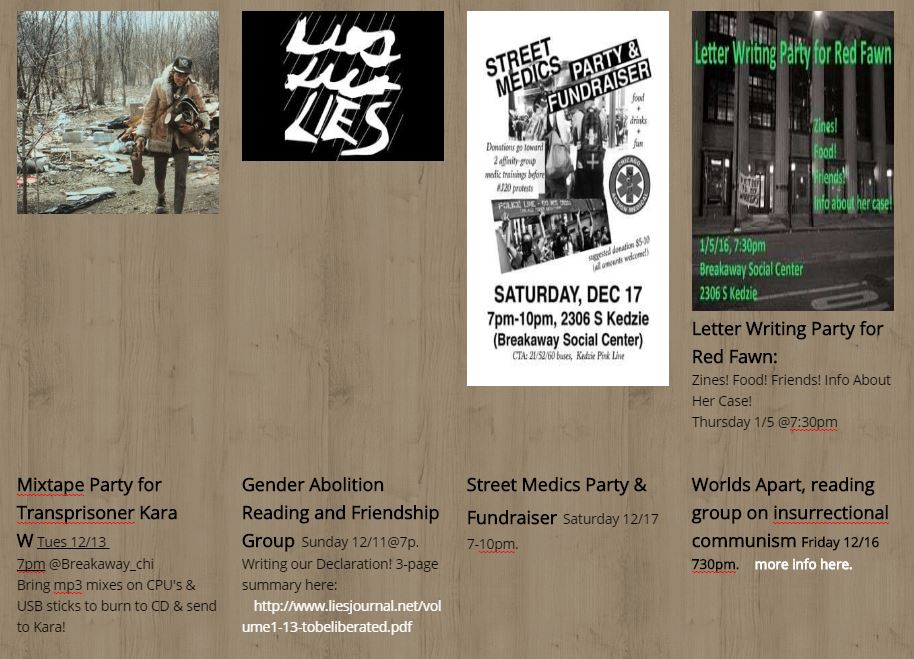 LIES
STREET
MEDICS PARTY &
FUNDRAISER
food
+
drinks
+
fun
Donations go toward
2 affinity-group
medic trainings before
#J20 protests
CHICAGO
ACTION MEDICAL
POLICE LINE - DO NOT CROSS
suggested donation $5-10
(all amounts welcome!)
SATURDAY, DEC 17
7pm-10pm, 2306 S Kedzie
(Breakaway Social Center)
CTA: 21/52/60 buses, Kedzie Pink Line
Letter Writing Party for Red Fawn
Zines!
Food!
Friends!
Info about her case!
1/5/16, 7:30pm
Breakaway Social Center
2306 S Kedzie
Letter Writing Party for
Red Fawn:
Zines! Food! Friends! Info About
Her Case!
Thursday 1/5 @7:30pm
Mixtape Party for
Transprisoner Kara
W Tues 12/13
7pm @Breakaway_chi
Bring mp3 mixes on CPU's &
USB sticks to burn to CD & send
to Kara!
Gender Abolition
Reading and Friendship
Group Sunday 12/11@7p.
Writing our Declaration! 3-page
summary here:
http://www.liesjournal.net/vol
ume1-13-tobeliberated.pdf
Street Medics Party &
Fundraiser Saturday 12/17
7-10pm.
Worlds Apart, reading
group on insurrectional
communism Friday 12/16
730pm. more info here.